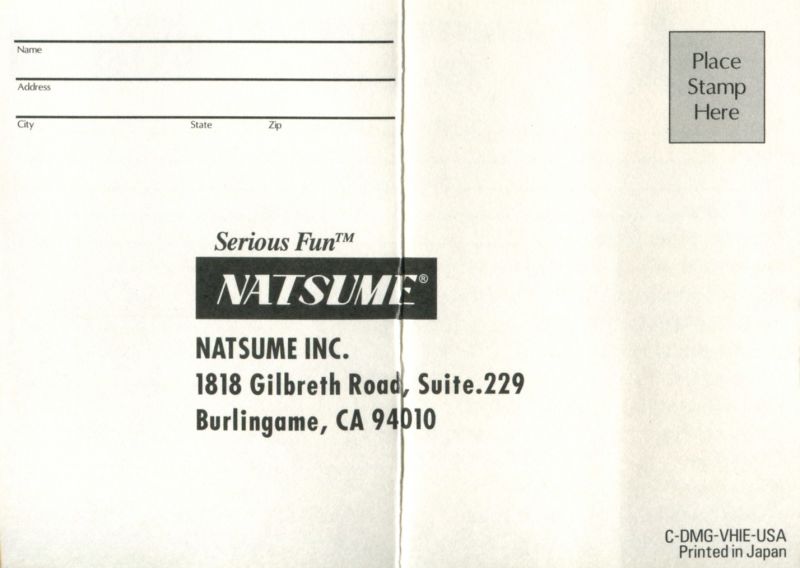 Name
Address
City State Zip
Place
Stamp
Here
Serious Fun™
NATSUME®
NATSUME INC.
1818 Gilbreth Road, Suite.229
Burlingame, CA 94010
C-DMG-VHIE-USA
Printed in Japan